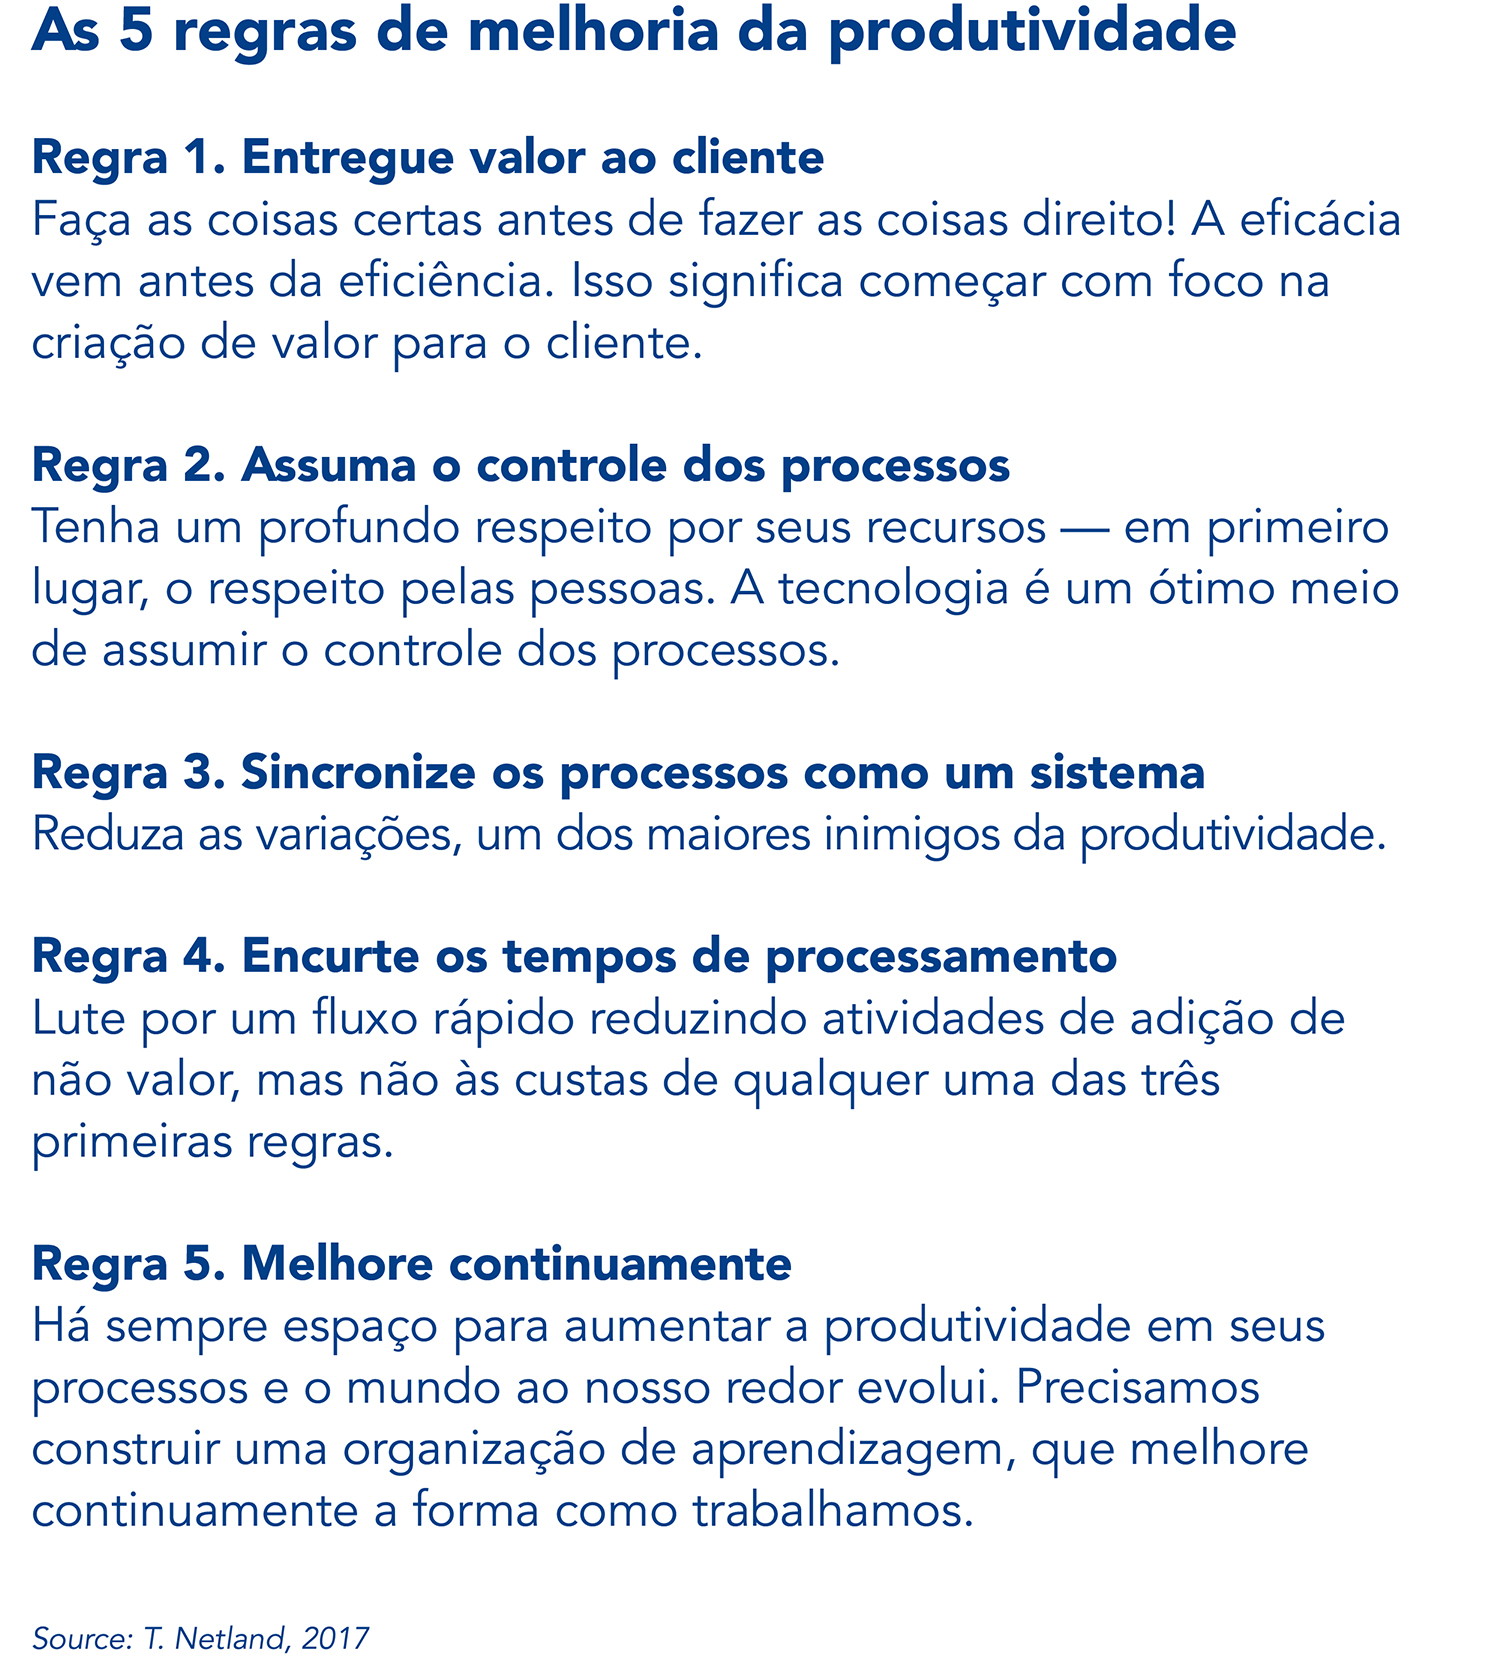 As 5 regras de melhoria da produtividade
Regra 1. Entregue valor ao cliente
Faça as coisas certas antes de fazer as coisas direito! A eficácia
vem antes da eficiência. Isso significa começar com foco na
criação de valor para o cliente.
Regra 2. Assuma o controle dos processos
Tenha um profundo respeito por seus recursos — em primeiro
lugar, o respeito pelas pessoas. A tecnologia é um ótimo meio
de assumir o controle dos processos.
Regra 3. Sincronize os processos como um sistema
Reduza as variações, um dos maiores inimigos da produtividade.
Regra 4. Encurte os tempos de processamento
Lute por um fluxo rápido reduzindo atividades de adição de
não valor, mas não às custas de qualquer uma das três
primeiras regras.
Regra 5. Melhore continuamente
Há sempre espaço para aumentar a produtividade em seus
processos e o mundo ao nosso redor evolui. Precisamos
construir uma organização de aprendizagem, que melhore
continuamente a forma como trabalhamos.
Source: T. Netland, 2017